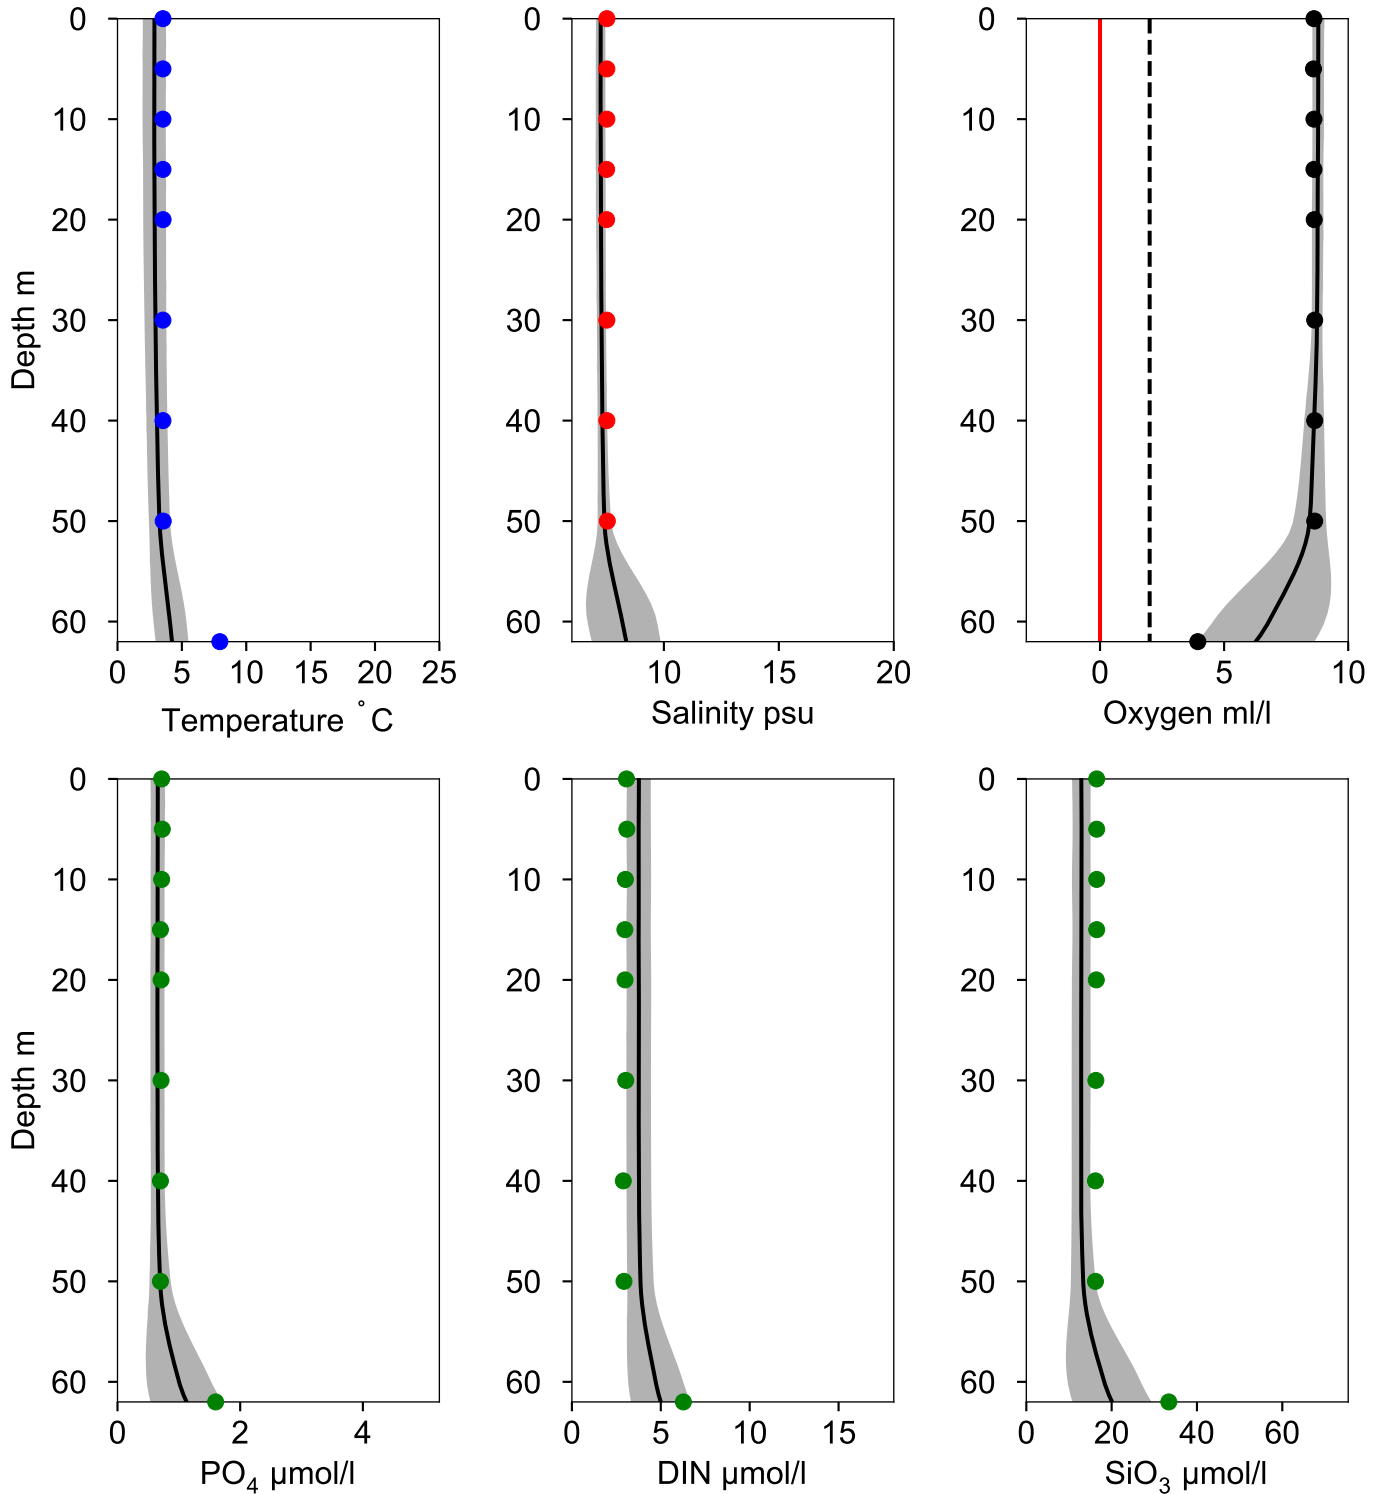 0 0 0
10 10 10
20 20 20
30 30 30
40 40 40
50 50 50
60 60 60
Depth m
0 5 10 15 20 25 10 15 20 0 5 10
Temperature °C Salinity psu Oxygen ml/l
0 0 0
10 10 10
20 20 20
30 30 30
40 40 40
50 50 50
60 60 60
Depth m
0 2 4 0 5 10 15 0 20 40 60
PO₄ µmol/l DIN µmol/l SiO₃ µmol/l